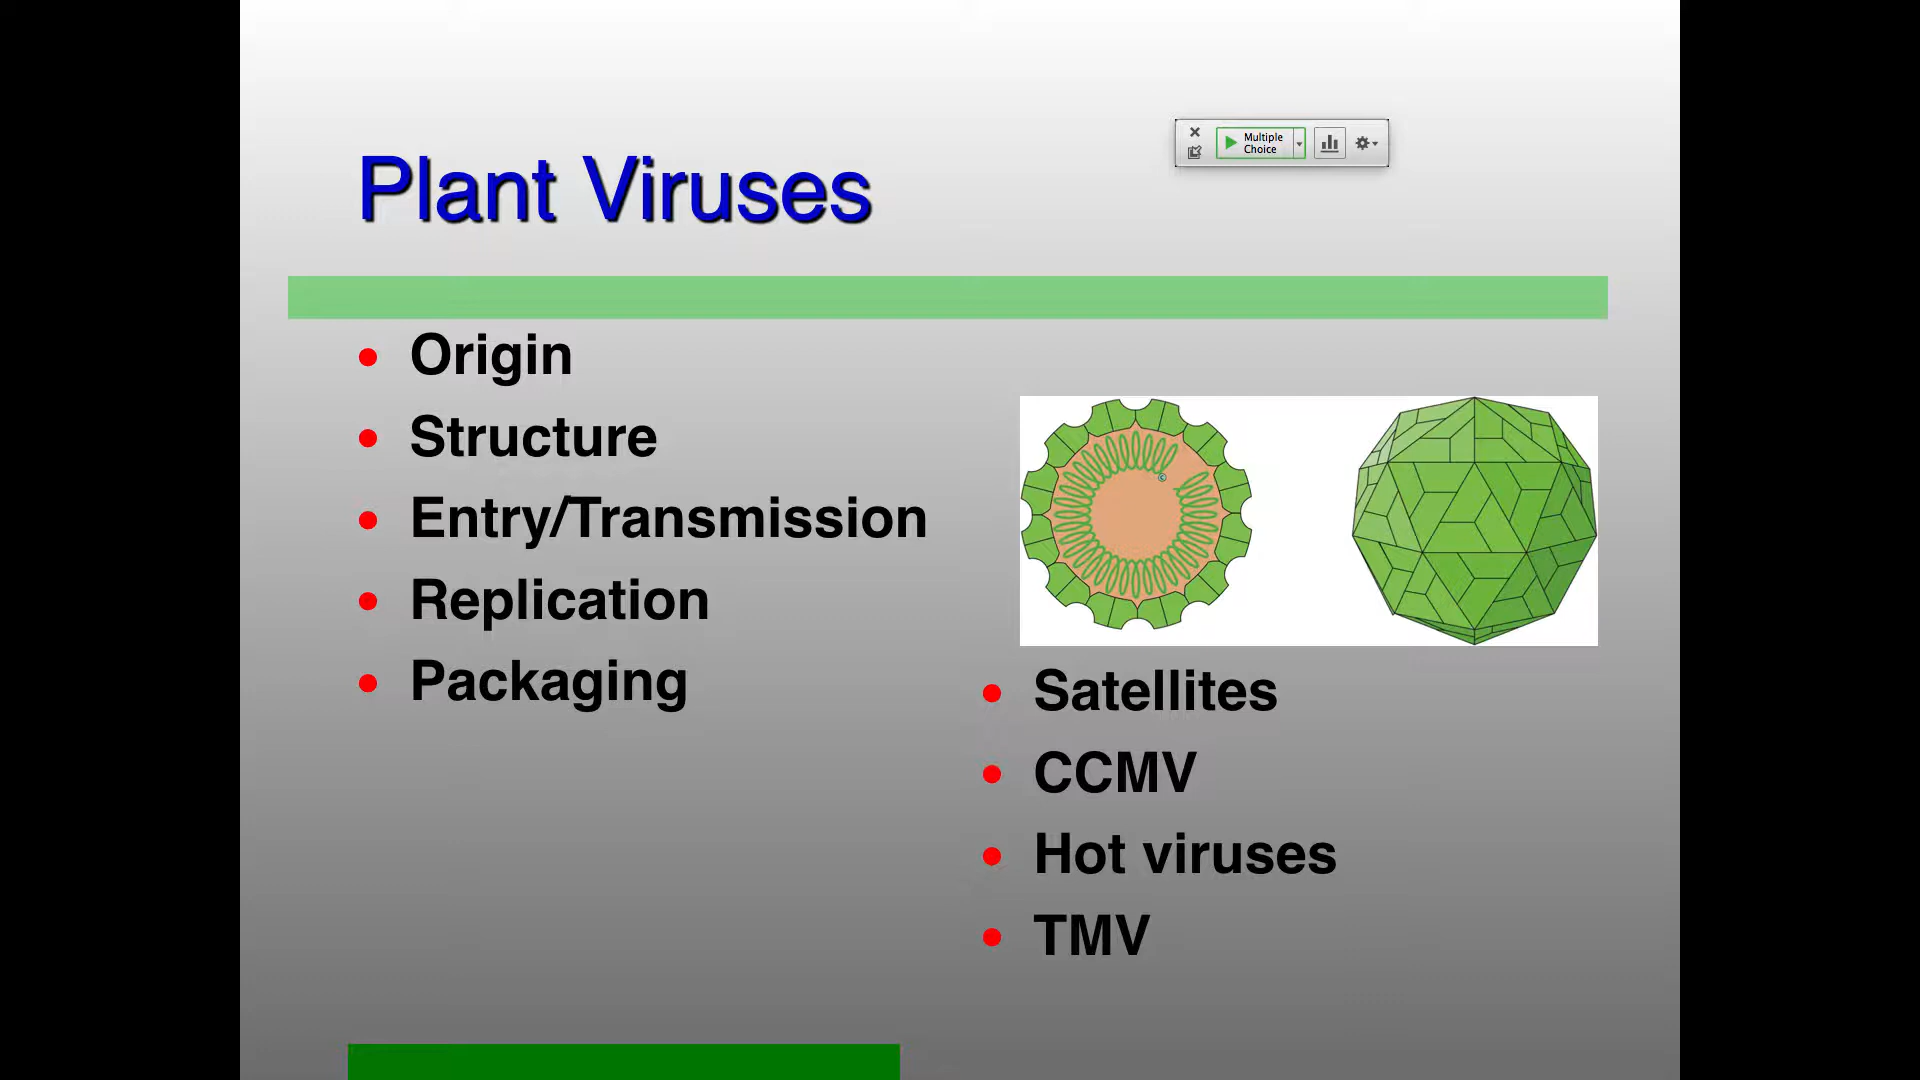 Multiple
Choice
Plant Viruses
Origin
Structure
Entry/Transmission
Replication
Packaging
Satellites
CCMV
Hot viruses
TMV